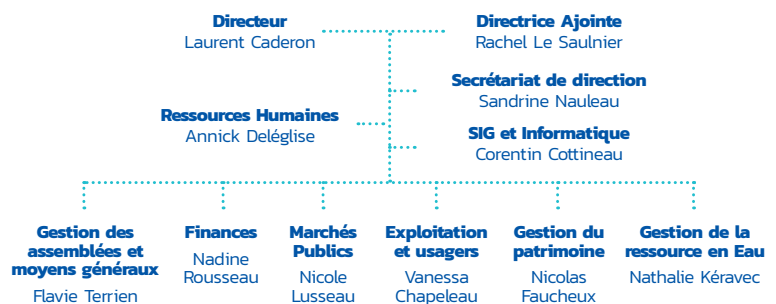 Directeur
Laurent Caderon
Directrice Ajointe
Rachel Le Saulnier
Secrétariat de direction
Sandrine Nauleau
Ressources Humaines
Annick Deléglise
SIG et Informatique
Corentin Cottineau
Gestion des
assemblées et
moyens généraux
Flavie Terrien
Finances
Nadine
Rousseau
Marchés
Publics
Nicole
Lusseau
Exploitation
et usagers
Vanessa
Chapeleau
Gestion du
patrimoine
Nicolas
Faucheux
Gestion de la
ressource en Eau
Nathalie Kéravec